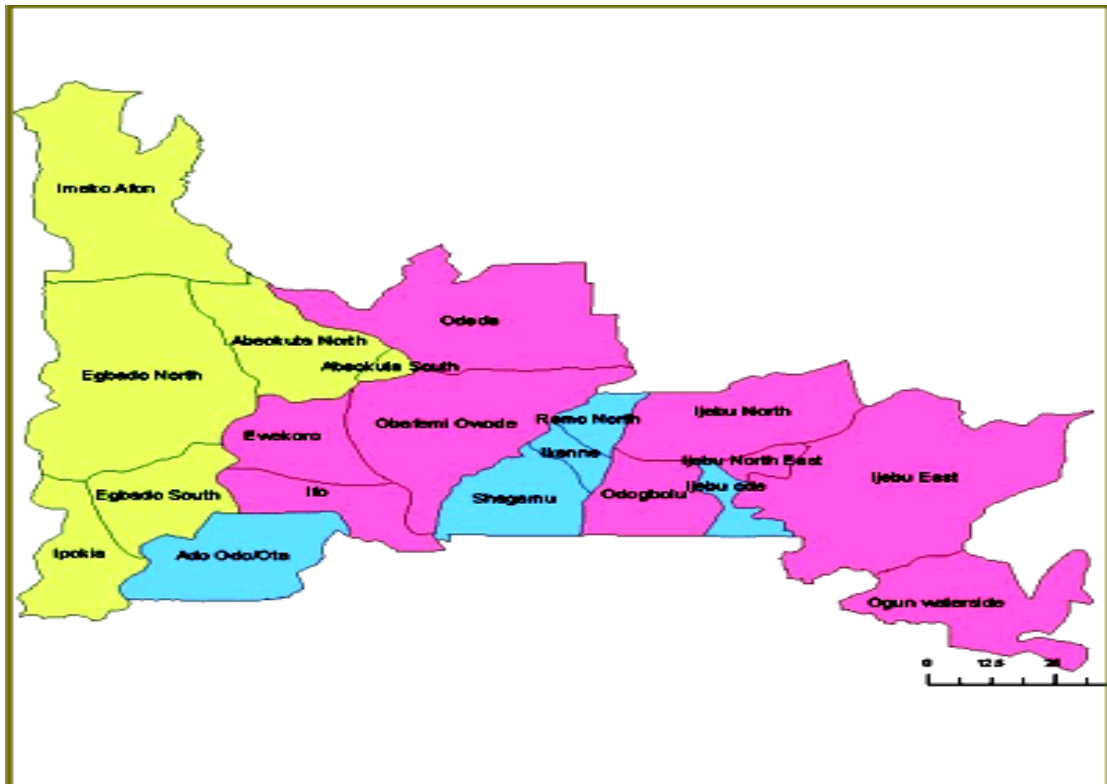 Imeko Afon
Odeda
Abeokuta North
Abeokuta South
Egbado North
Ijebu North
Remo North
Obafemi Owode
Ewekoro
Ikenne
Ijebu North East
Ijebu East
Ijebu ode
Egbado South
Ifo
Shagamu
Odogbolu
Ipokia
Ado Odo/Ota
Ogun waterside
0 12.5 25